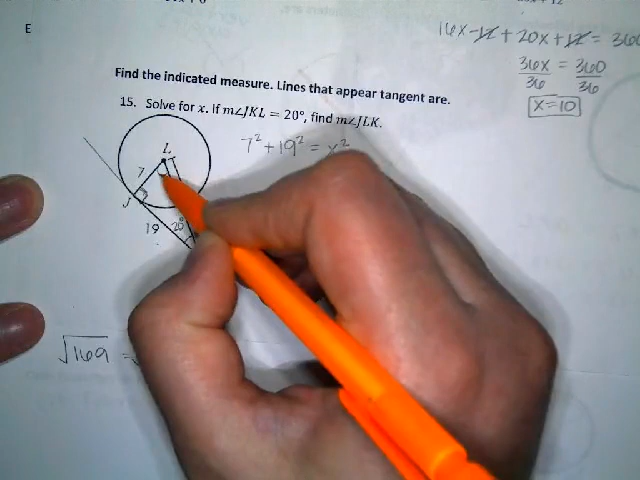 E
16x-12 + 20x+12 = 360
36x = 360
36 36
x=10
Find the indicated measure. Lines that appear tangent are.
15. Solve for x. If m∠JKL = 20°, find m∠JLK.
7² + 19² = x²
L
7
J
19 20°
√169 =